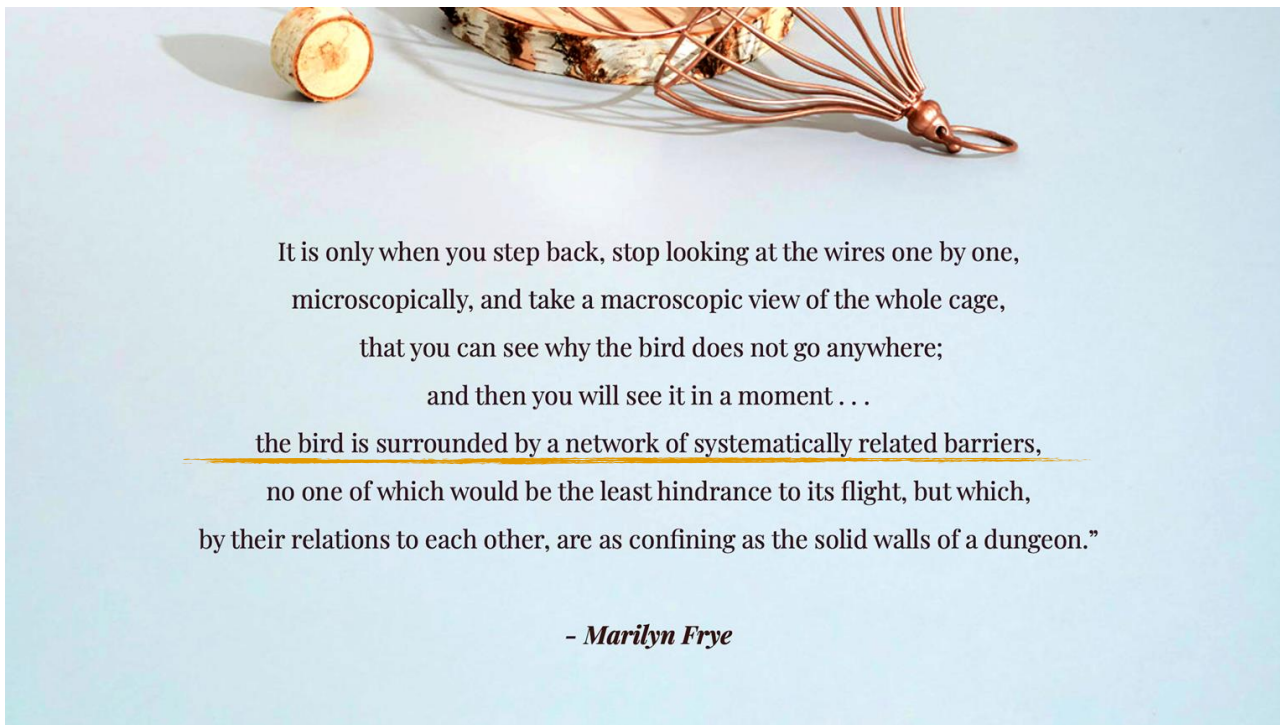 It is only when you step back, stop looking at the wires one by one,
microscopically, and take a macroscopic view of the whole cage,
that you can see why the bird does not go anywhere;
and then you will see it in a moment . . .
the bird is surrounded by a network of systematically related barriers,
no one of which would be the least hindrance to its flight, but which,
by their relations to each other, are as confining as the solid walls of a dungeon.”
- Marilyn Frye